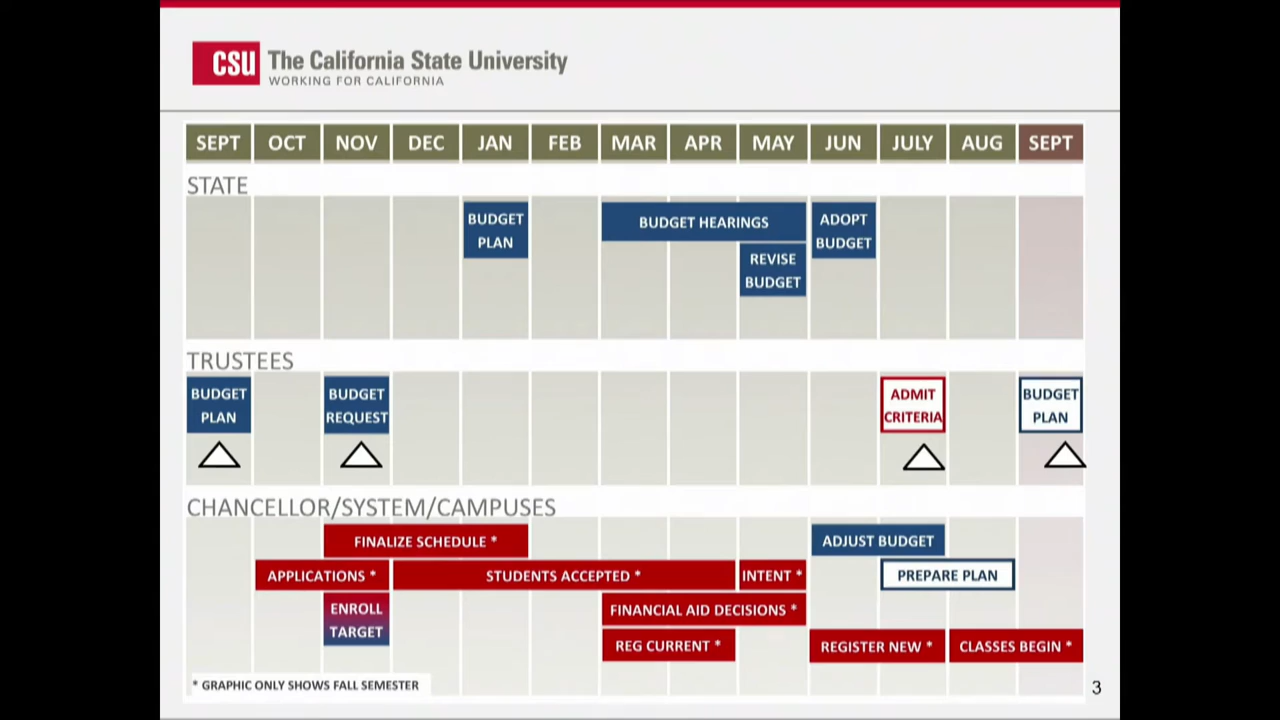 CSU The California State University
WORKING FOR CALIFORNIA
SEPT OCT NOV DEC JAN FEB MAR APR MAY JUN JULY AUG SEPT
STATE
BUDGET PLAN
BUDGET HEARINGS
REVISE BUDGET
ADOPT BUDGET
TRUSTEES
BUDGET PLAN
BUDGET REQUEST
ADMIT CRITERIA
BUDGET PLAN
CHANCELLOR/SYSTEM/CAMPUSES
FINALIZE SCHEDULE *
ADJUST BUDGET
APPLICATIONS *
STUDENTS ACCEPTED *
INTENT *
PREPARE PLAN
ENROLL TARGET
FINANCIAL AID DECISIONS *
REG CURRENT *
REGISTER NEW *
CLASSES BEGIN *
* GRAPHIC ONLY SHOWS FALL SEMESTER
3